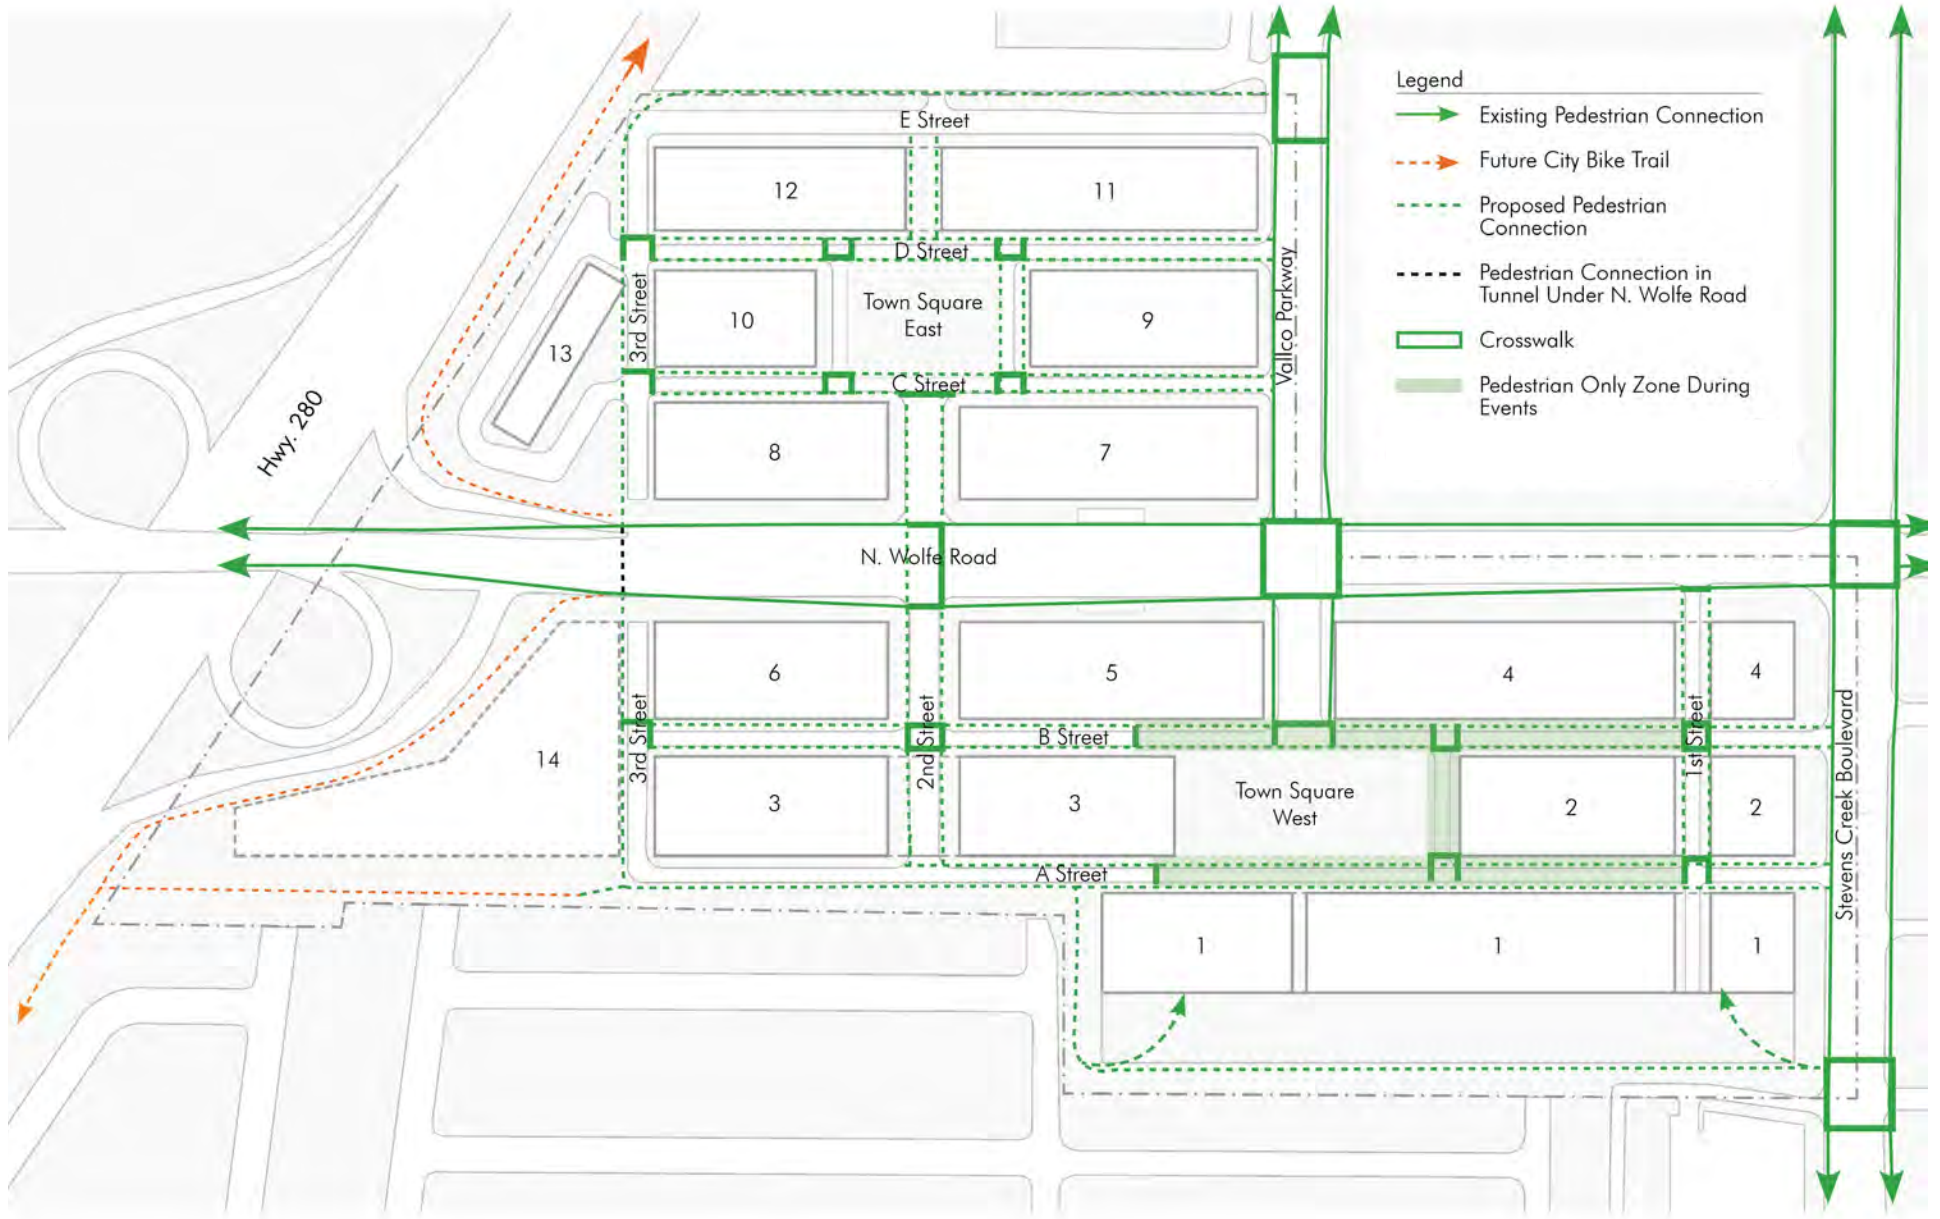 Legend
Existing Pedestrian Connection
Future City Bike Trail
Proposed Pedestrian
Connection
Pedestrian Connection in
Tunnel Under N. Wolfe Road
Crosswalk
Pedestrian Only Zone During
Events
E Street
12
11
D Street
3rd Street
10
Town Square
East
9
Vallco Parkway
13
C Street
Hwy. 280
8
7
N. Wolfe Road
6
5
4
4
3rd Street
2nd Street
B Street
1st Street
Stevens Creek Boulevard
14
3
3
Town Square
West
2
2
A Street
1
1
1